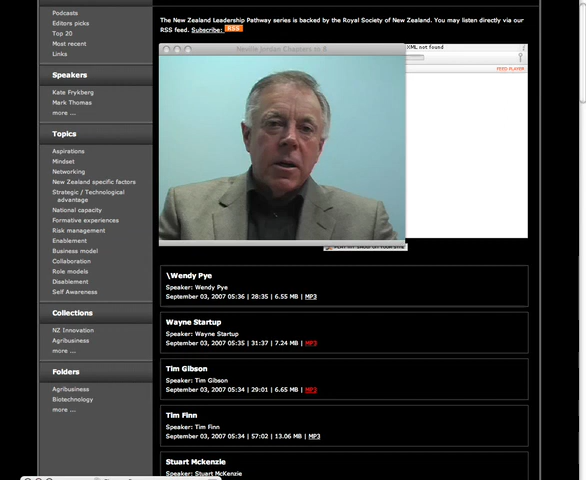 Podcasts
Editors picks
Top 20
Most recent
Links
Speakers
Kate Frykberg
Mark Thomas
more ...
Topics
Aspirations
Mindset
Networking
New Zealand specific factors
Strategic / Technological
advantage
National capacity
Formative experiences
Risk management
Enablement
Business model
Collaboration
Role models
Disablement
Self Awareness
Collections
NZ Innovation
Agribusiness
more ...
Folders
Agribusiness
Biotechnology
more ...
The New Zealand Leadership Pathway series is backed by the Royal Society of New Zealand. You may listen directly via our
RSS feed. Subscribe: RSS
Neville Jordan Chapters m 8
XML not found
FEED PLAYER
\Wendy Pye
Speaker: Wendy Pye
September 03, 2007 05:36 | 28:35 | 6.55 MB | MP3
Wayne Startup
Speaker: Wayne Startup
September 03, 2007 05:35 | 31:37 | 7.24 MB | MP3
Tim Gibson
Speaker: Tim Gibson
September 03, 2007 05:34 | 29:01 | 6.65 MB | MP3
Tim Finn
Speaker: Tim Finn
September 03, 2007 05:34 | 57:02 | 13.06 MB | MP3
Stuart Mckenzie
Speaker: Stuart McKenzie